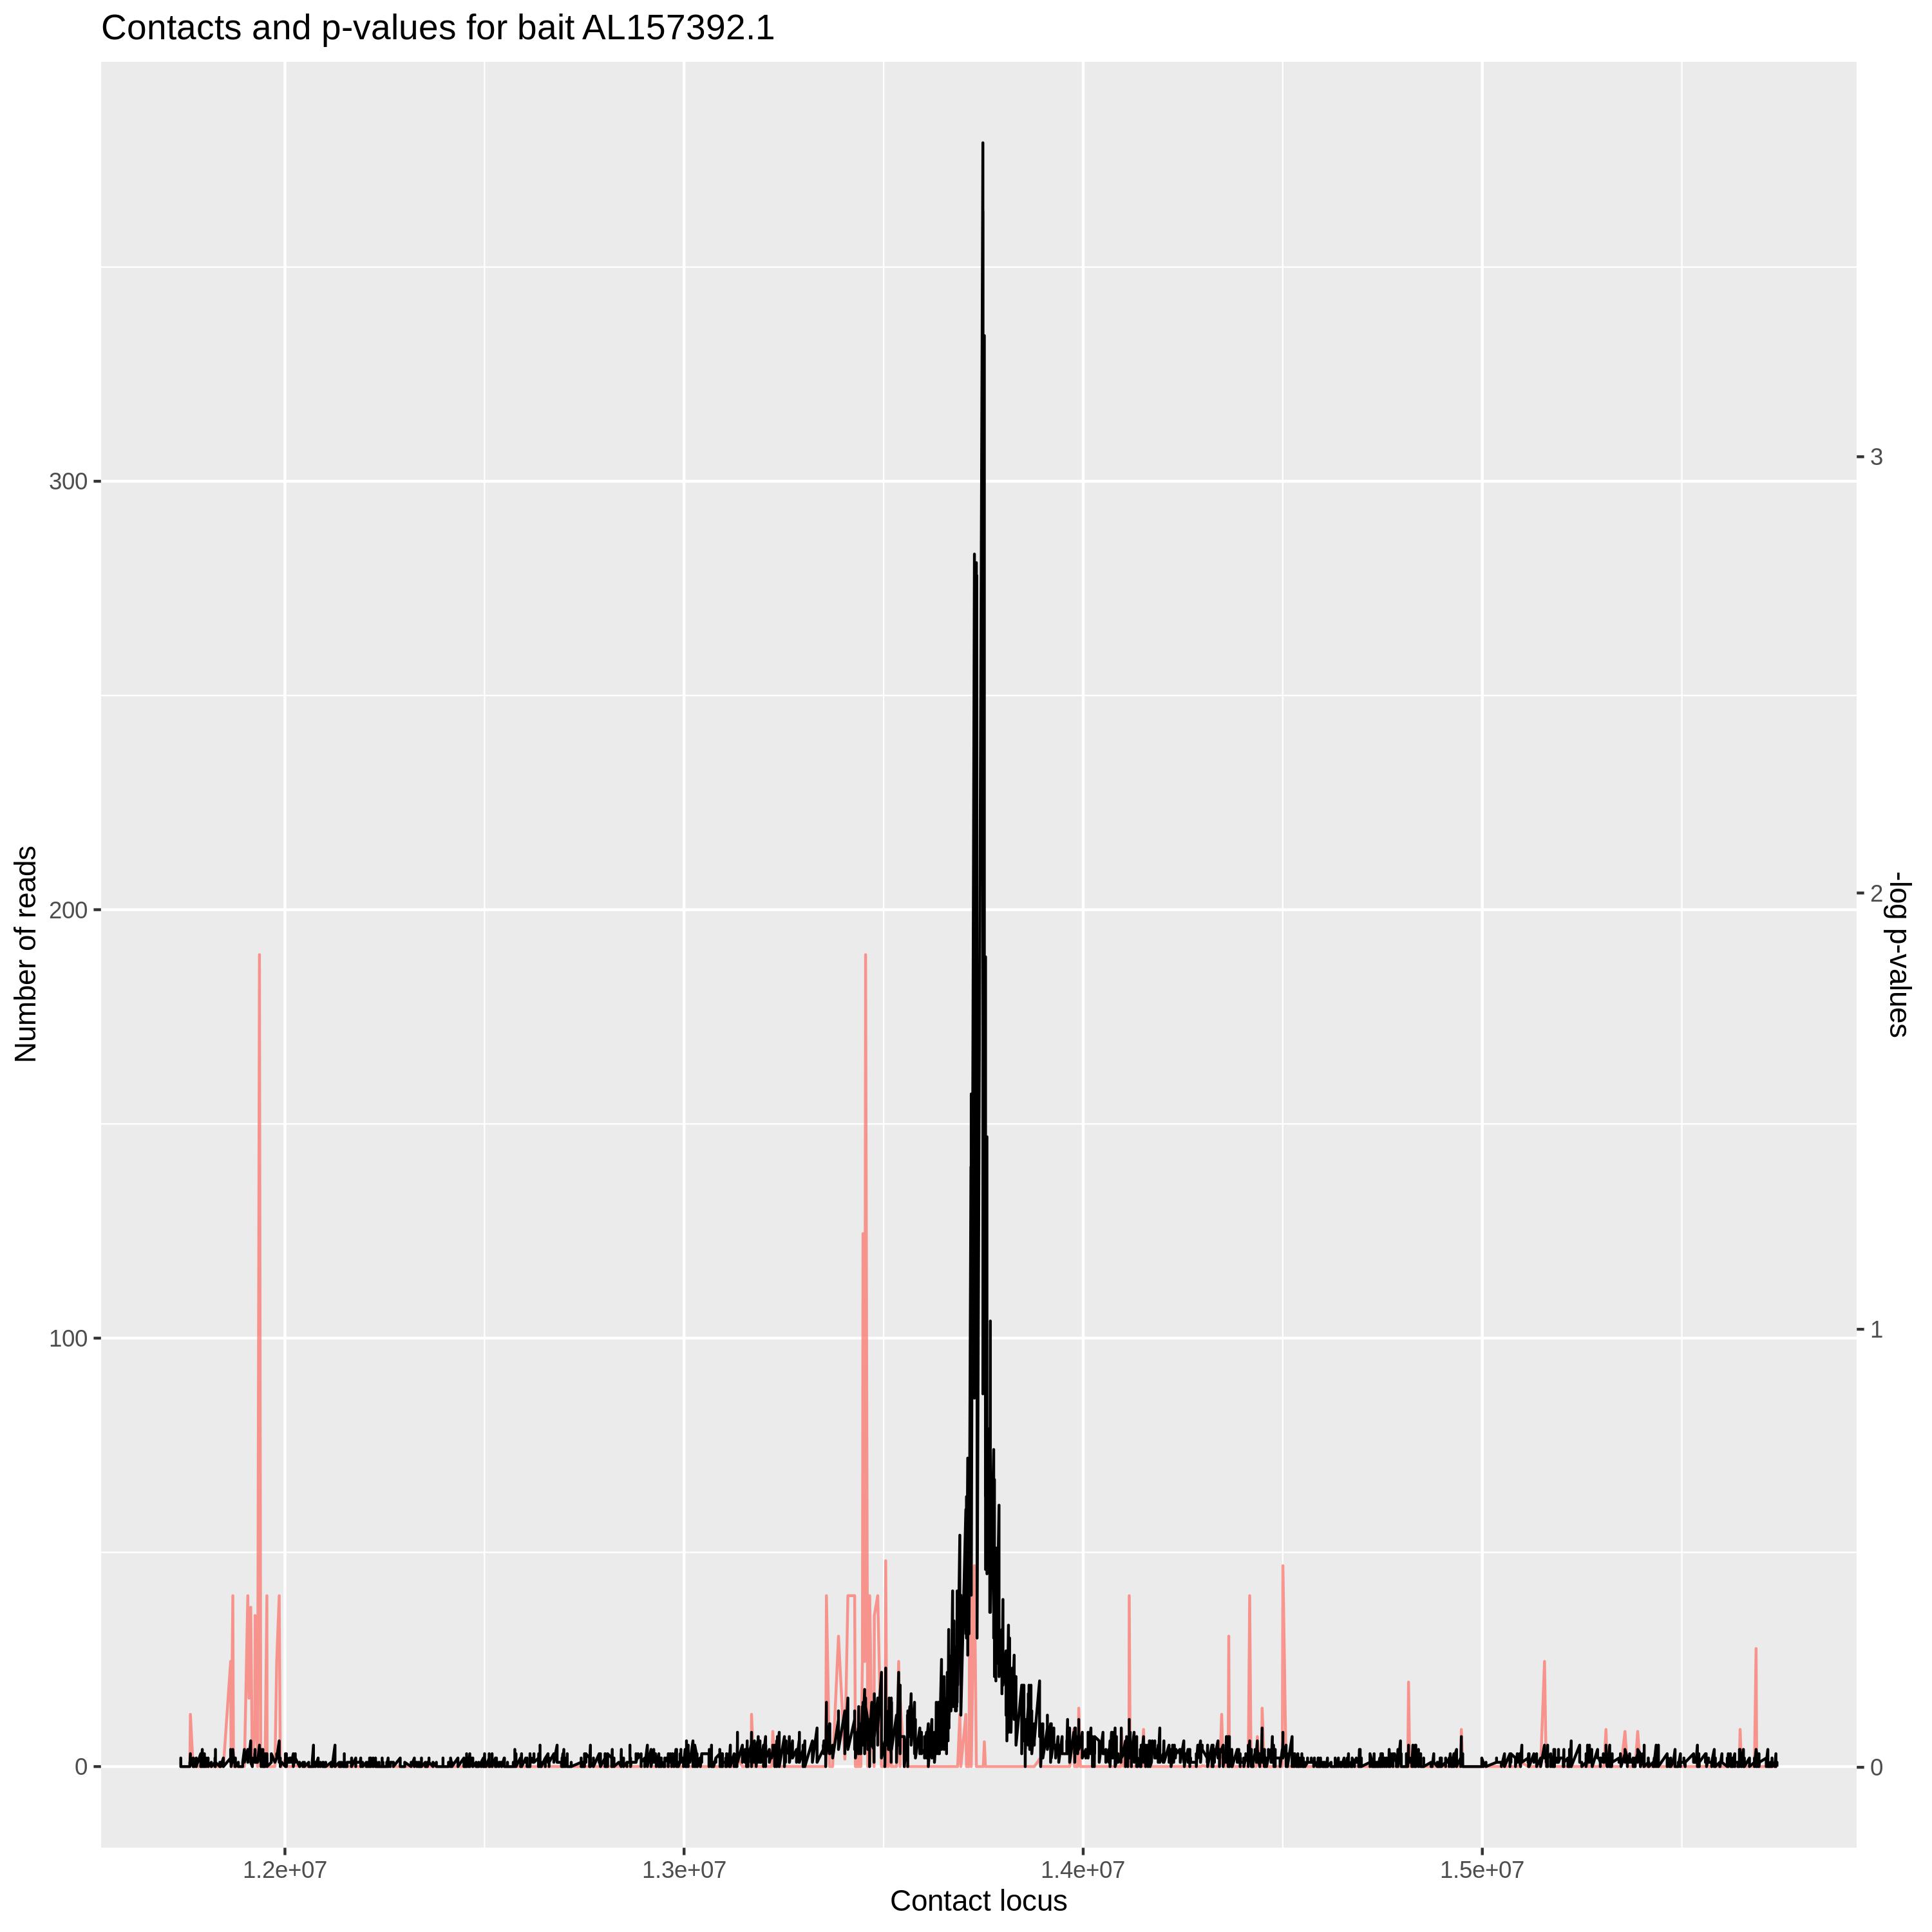 Contacts and p-values for bait AL157392.1
Number of reads
300
200
100
0
3
2
1
0
-log p-values
1.2e+07
1.3e+07
1.4e+07
1.5e+07
Contact locus